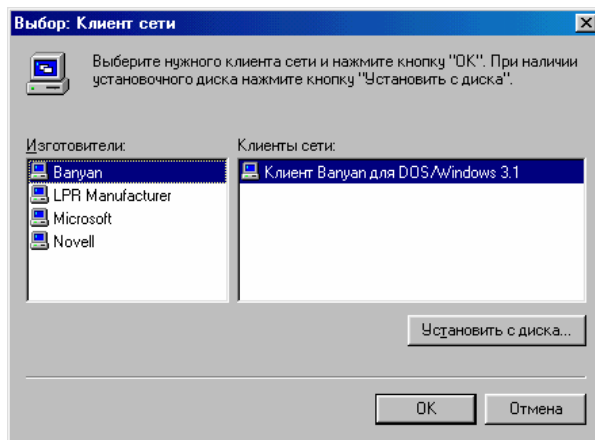 Выбор: Клиент сети
Выберите нужного клиента сети и нажмите кнопку "OK". При наличии
установочного диска нажмите кнопку "Установить с диска".
Изготовители:
Клиенты сети:
Banyan
LPR Manufacturer
Microsoft
Novell
Клиент Banyan для DOS/Windows 3.1
Установить с диска...
OK
Отмена